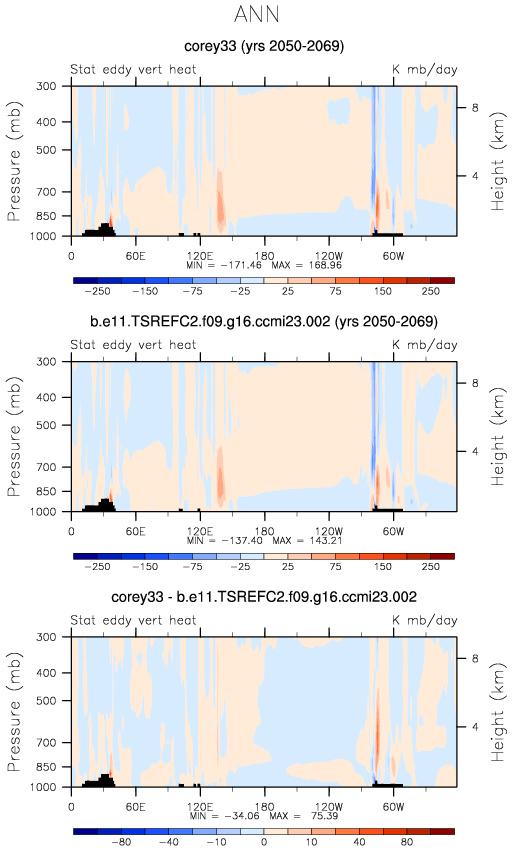 ANN
corey33 (yrs 2050-2069)
Stat eddy vert heat K mb/day
300
400
500
700
850
1000
Pressure (mb)
8
4
Height (km)
0 60E 120E 180 120W 60W
MIN = -171.46 MAX = 168.96
-250 -150 -75 -25 25 75 150 250
b.e11.TSREFC2.f09.g16.ccmi23.002 (yrs 2050-2069)
Stat eddy vert heat K mb/day
300
400
500
700
850
1000
Pressure (mb)
8
4
Height (km)
0 60E 120E 180 120W 60W
MIN = -137.40 MAX = 143.21
-250 -150 -75 -25 25 75 150 250
corey33 - b.e11.TSREFC2.f09.g16.ccmi23.002
Stat eddy vert heat K mb/day
300
400
500
700
850
1000
Pressure (mb)
8
4
Height (km)
0 60E 120E 180 120W 60W
MIN = -34.06 MAX = 75.39
-80 -40 -10 0 10 40 80